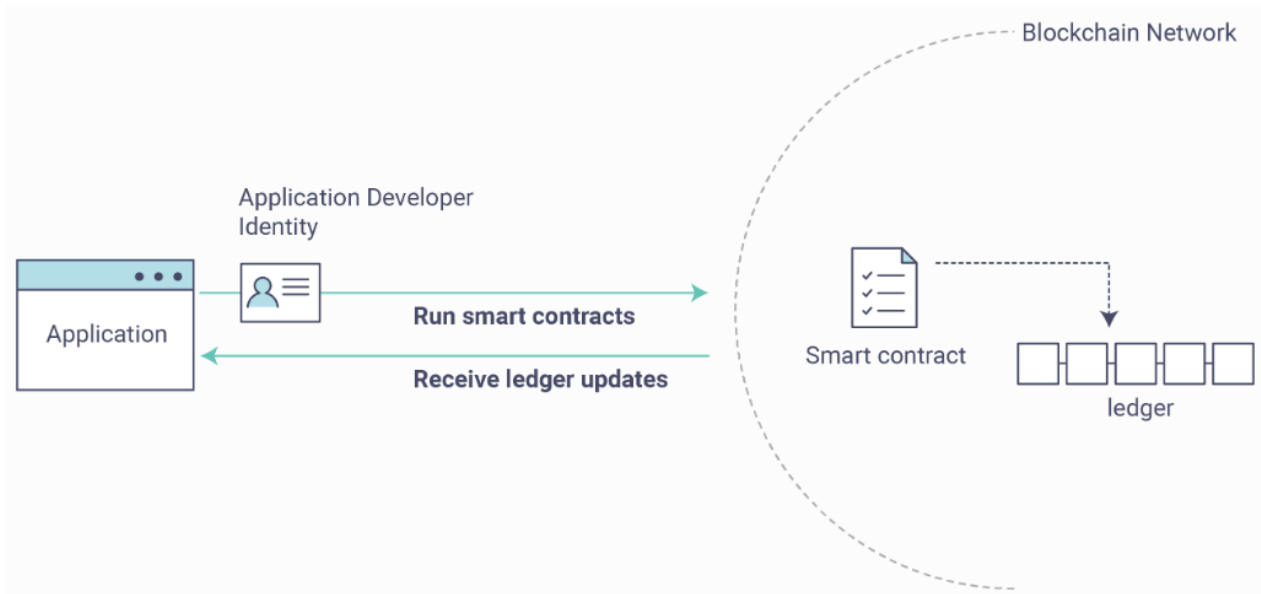 Blockchain Network
Application Developer
Identity
Application
Run smart contracts
Receive ledger updates
Smart contract
ledger